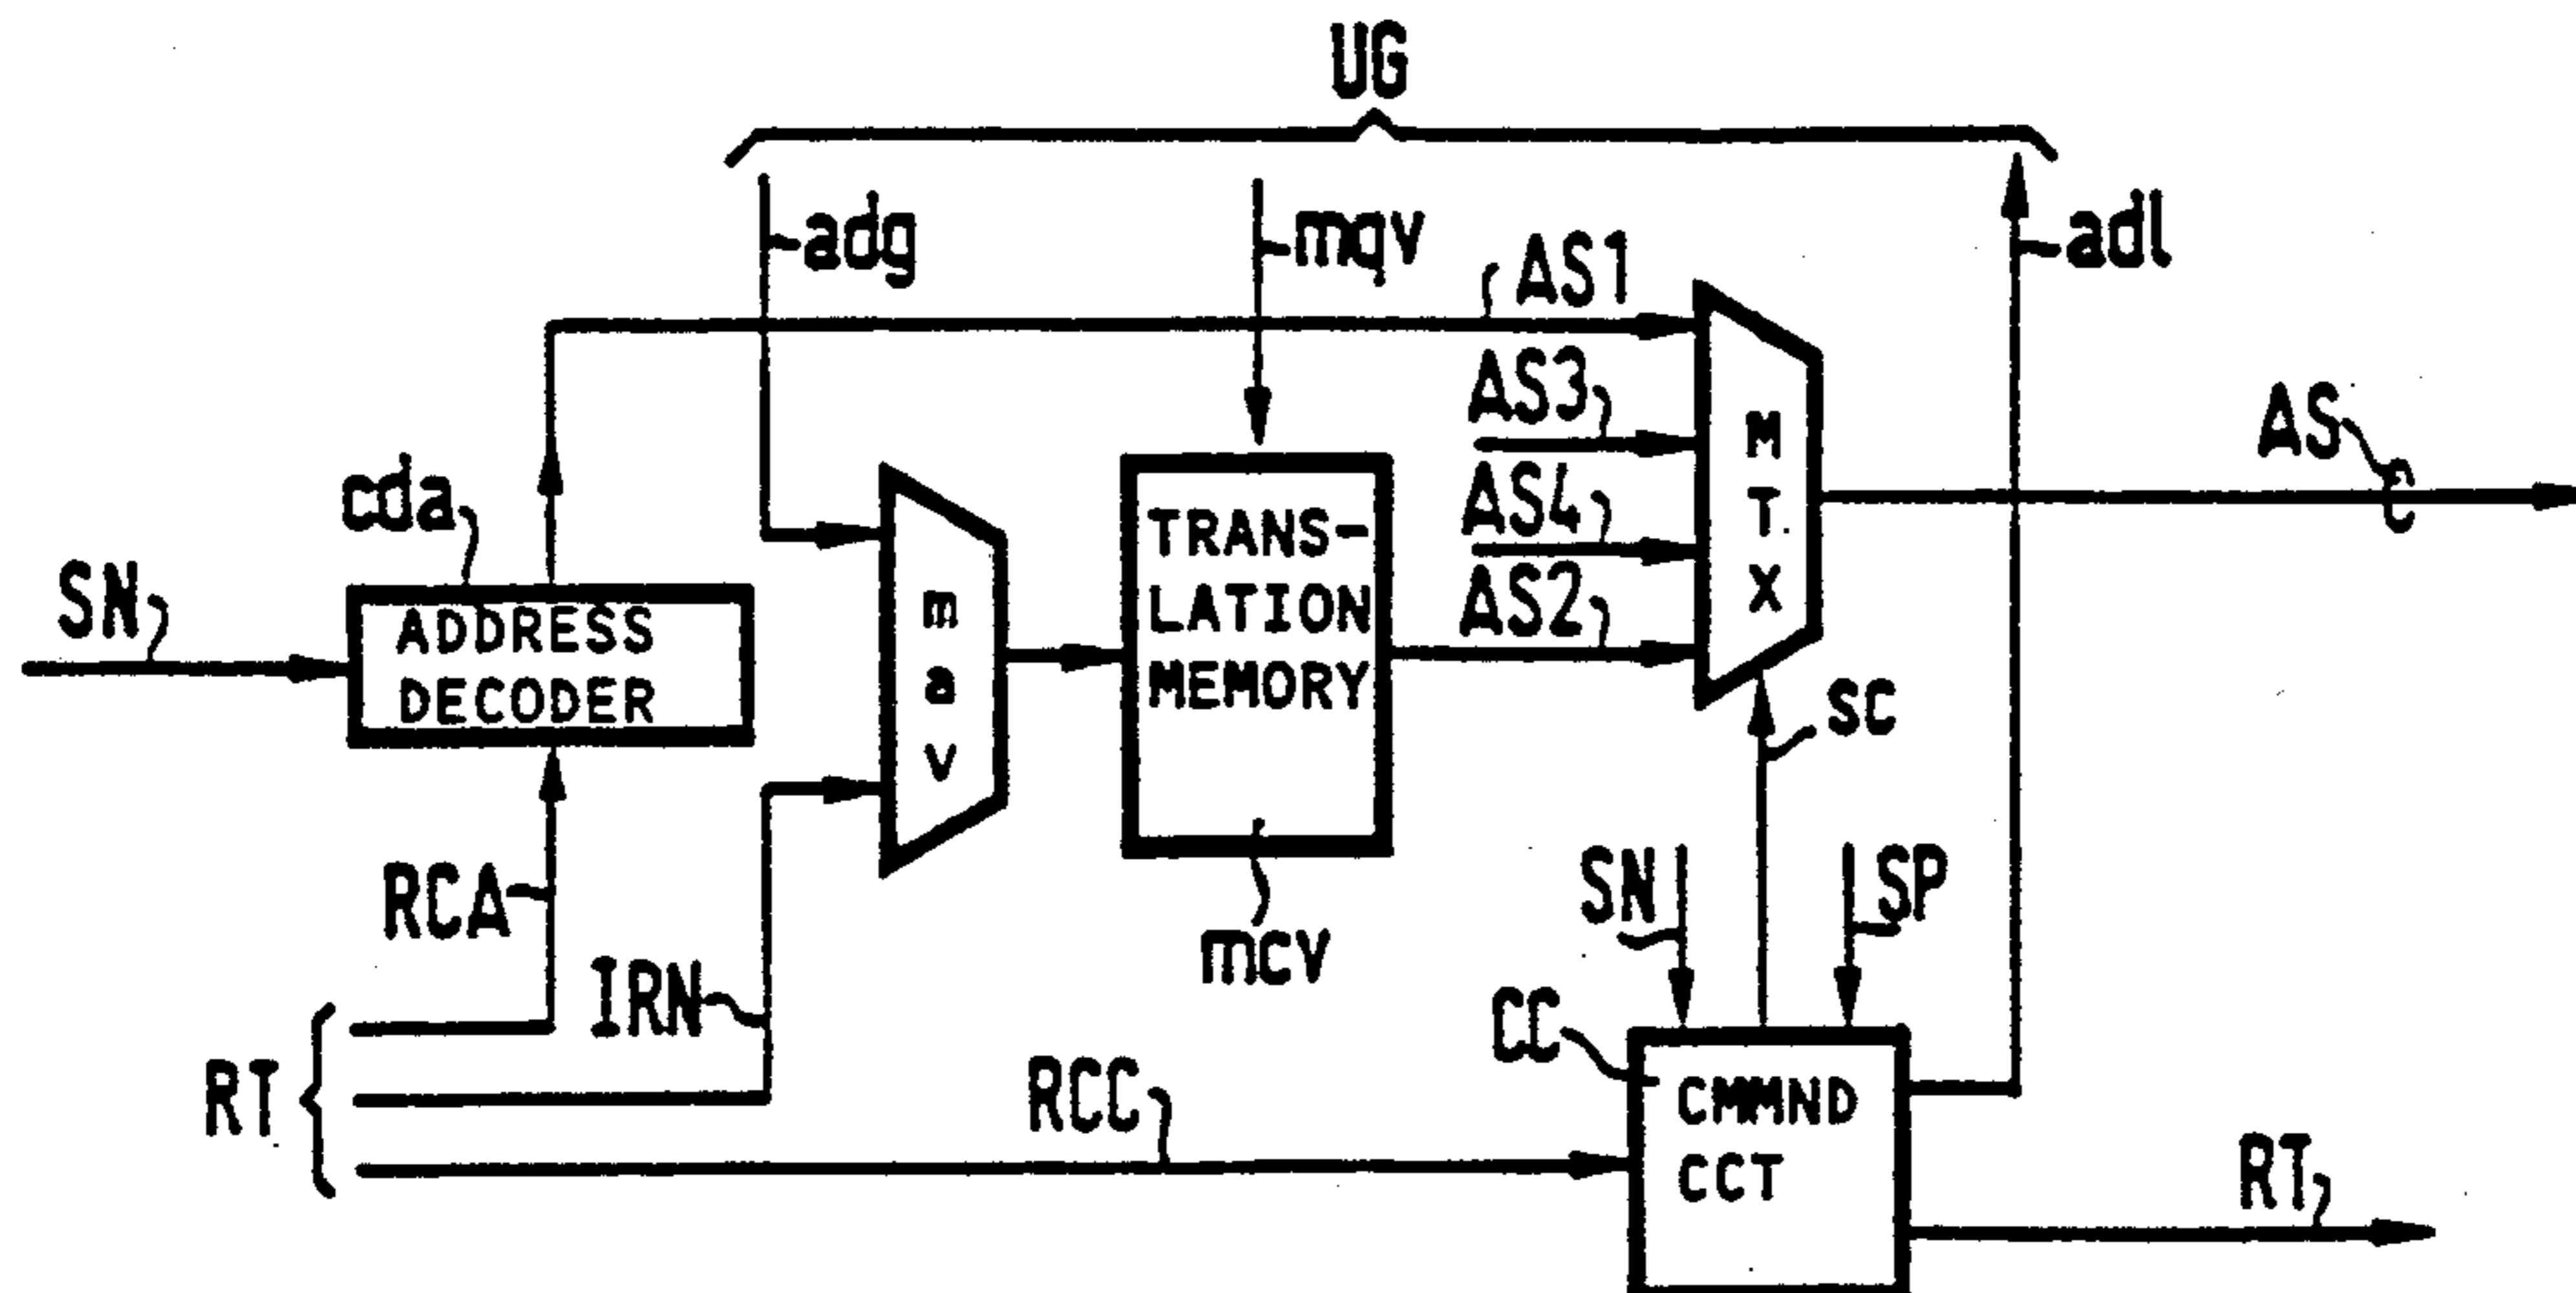 UG
adg
mqv
AS1
adl
AS3
AS
cda
AS4
SN
AS2
ADDRESS
DECODER
m
a
v
TRANS-
LATION
MEMORY
M
T
X
SC
RCA
IRN
mcv
SN
SP
CC
RT
RCC
CMMND
CCT
RT